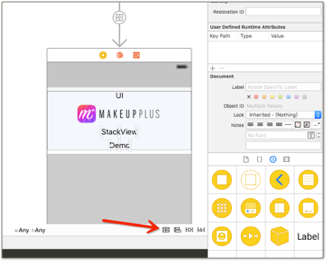 Restoration ID
User Defined Runtime Attributes
Key Path Type Value
Document
Label Xcode Specific Label
Object ID Multiple Values
Lock Inherited - (Nothing)
Notes
No Font
UI
MAKEUPPLUS
StackView
Demo
wAny hAny
Label